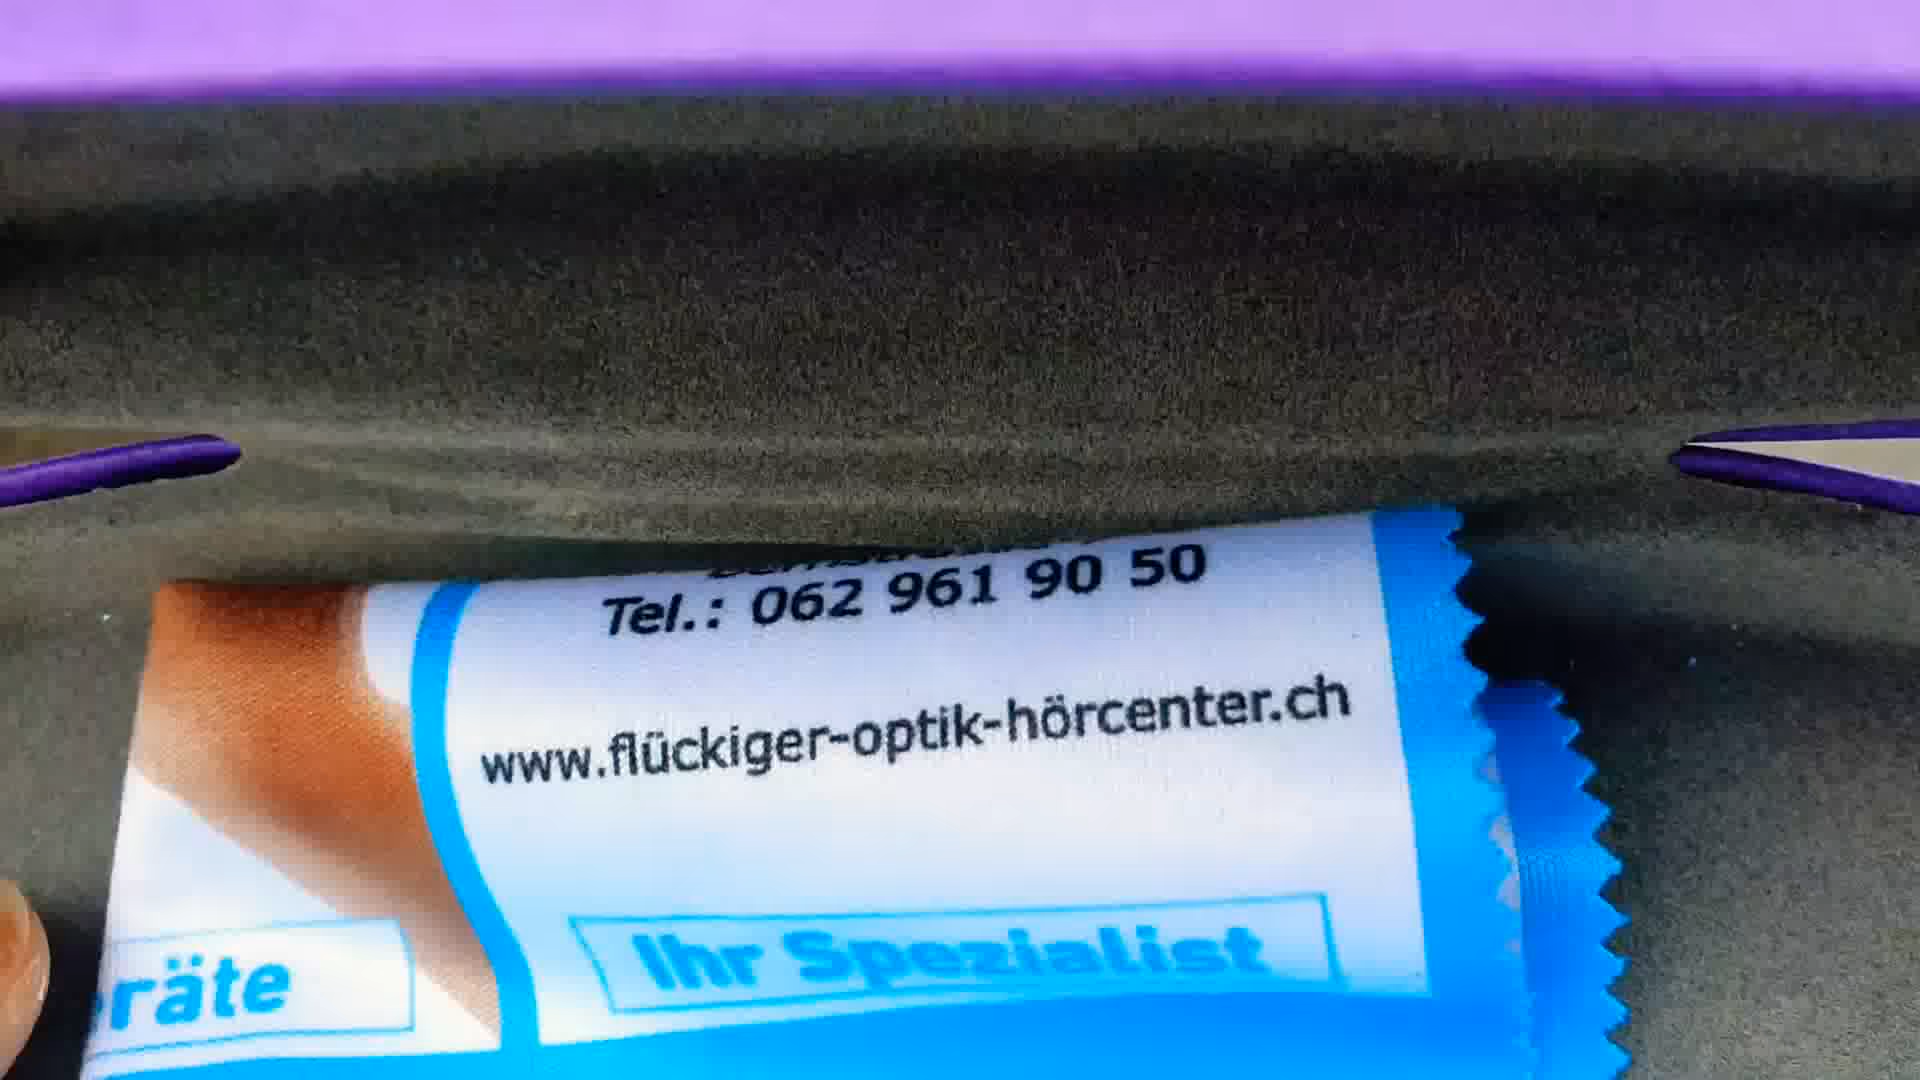 Tel.: 062 961 90 50
www.flückiger-optik-hörcenter.ch
räte
Ihr Spezialist